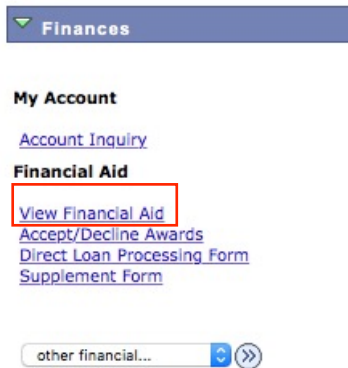 Finances
My Account
Account Inquiry
Financial Aid
View Financial Aid
Accept/Decline Awards
Direct Loan Processing Form
Supplement Form
other financial...